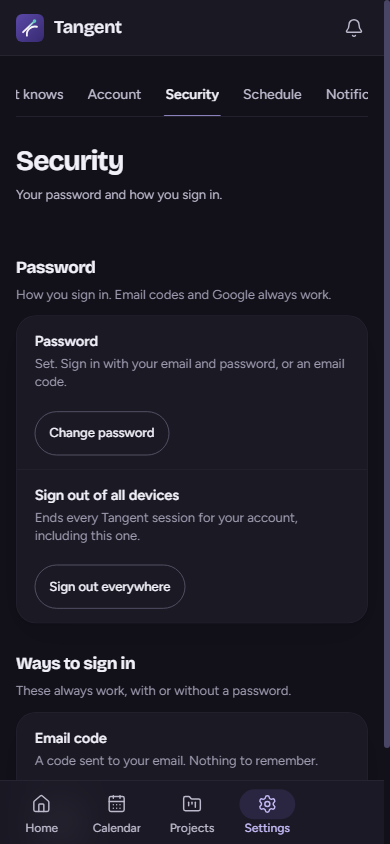 Tangent
t knows Account Security Schedule Notific
Security
Your password and how you sign in.
Password
How you sign in. Email codes and Google always work.
Password
Set. Sign in with your email and password, or an email
code.
Change password
Sign out of all devices
Ends every Tangent session for your account,
including this one.
Sign out everywhere
Ways to sign in
These always work, with or without a password.
Email code
A code sent to your email. Nothing to remember.
Home Calendar Projects Settings